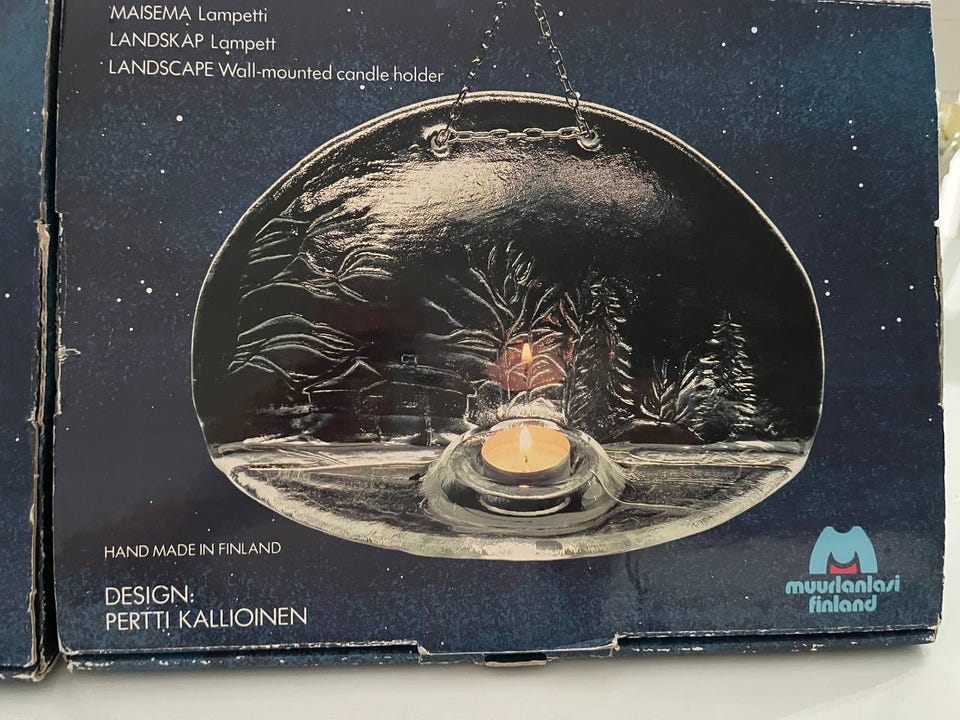 MAISEMA Lampetti
LANDSKAP Lampett
LANDSCAPE Wall-mounted candle holder
HAND MADE IN FINLAND
DESIGN:
PERTTI KALLIOINEN
muurlanlasi
finland